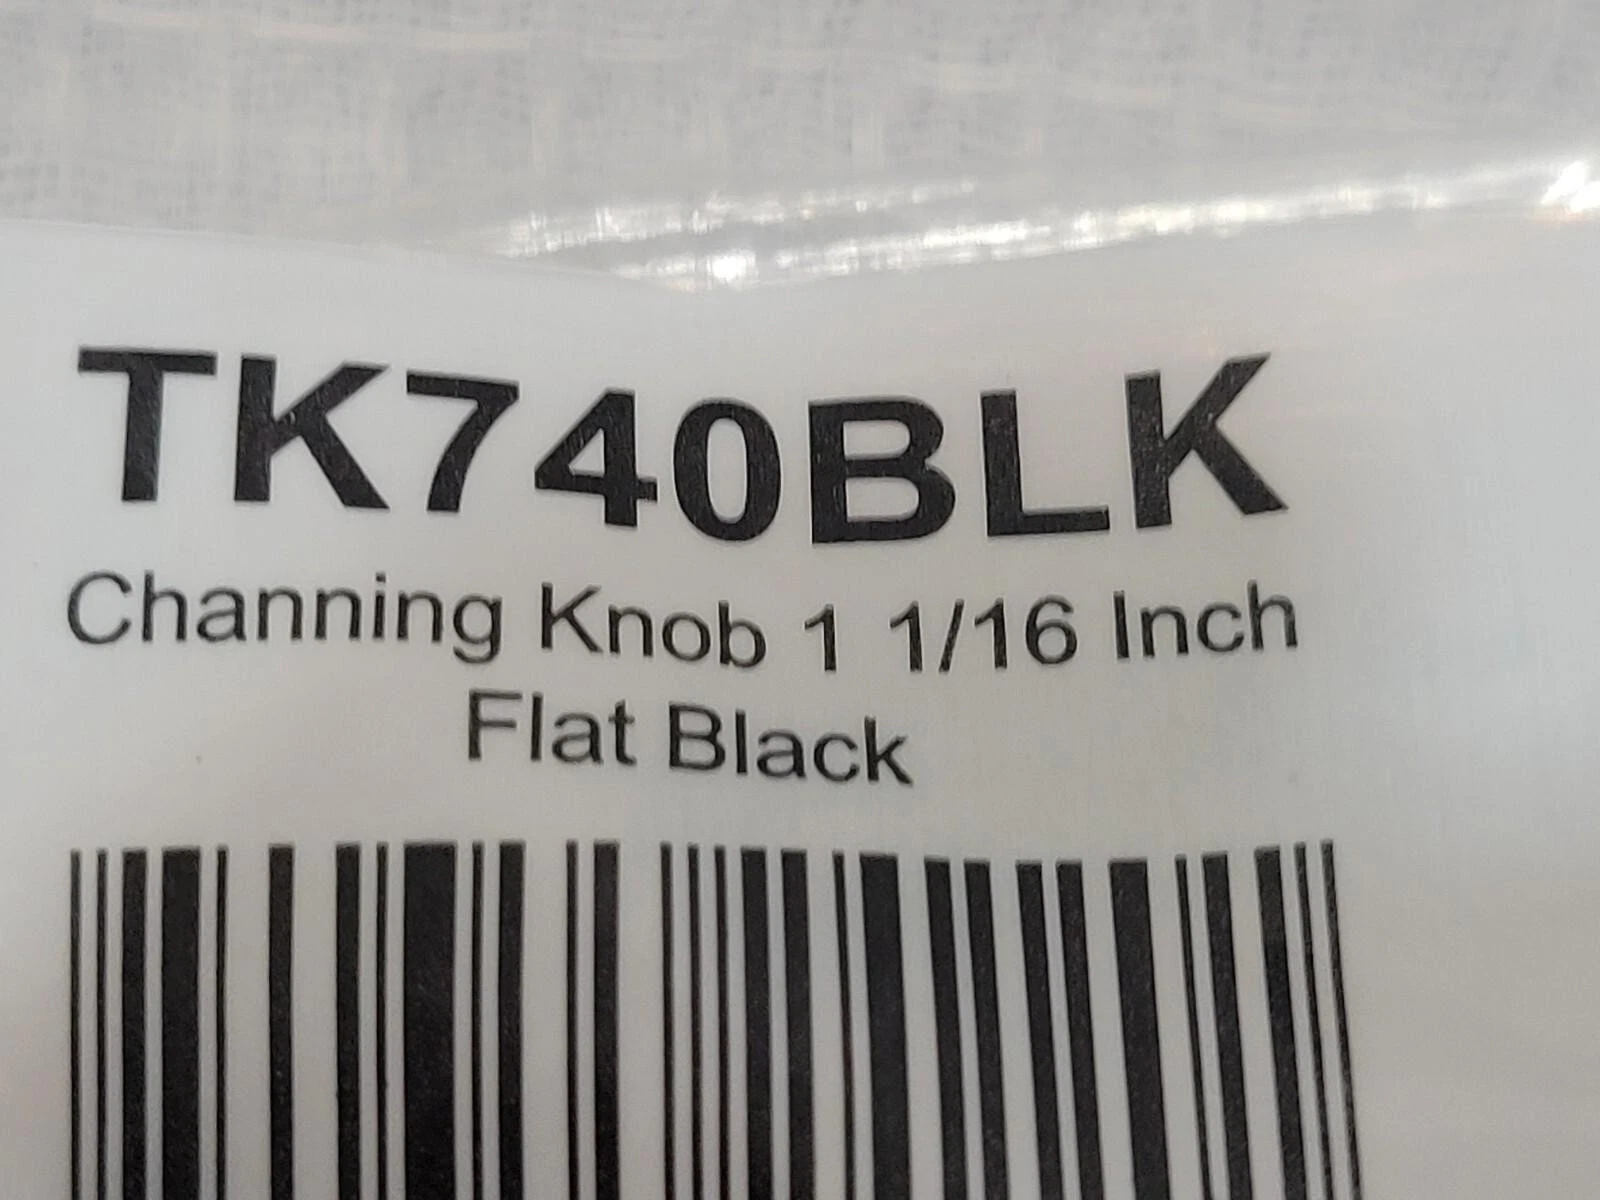 TK740BLK
Channing Knob 1 1/16 Inch
Flat Black